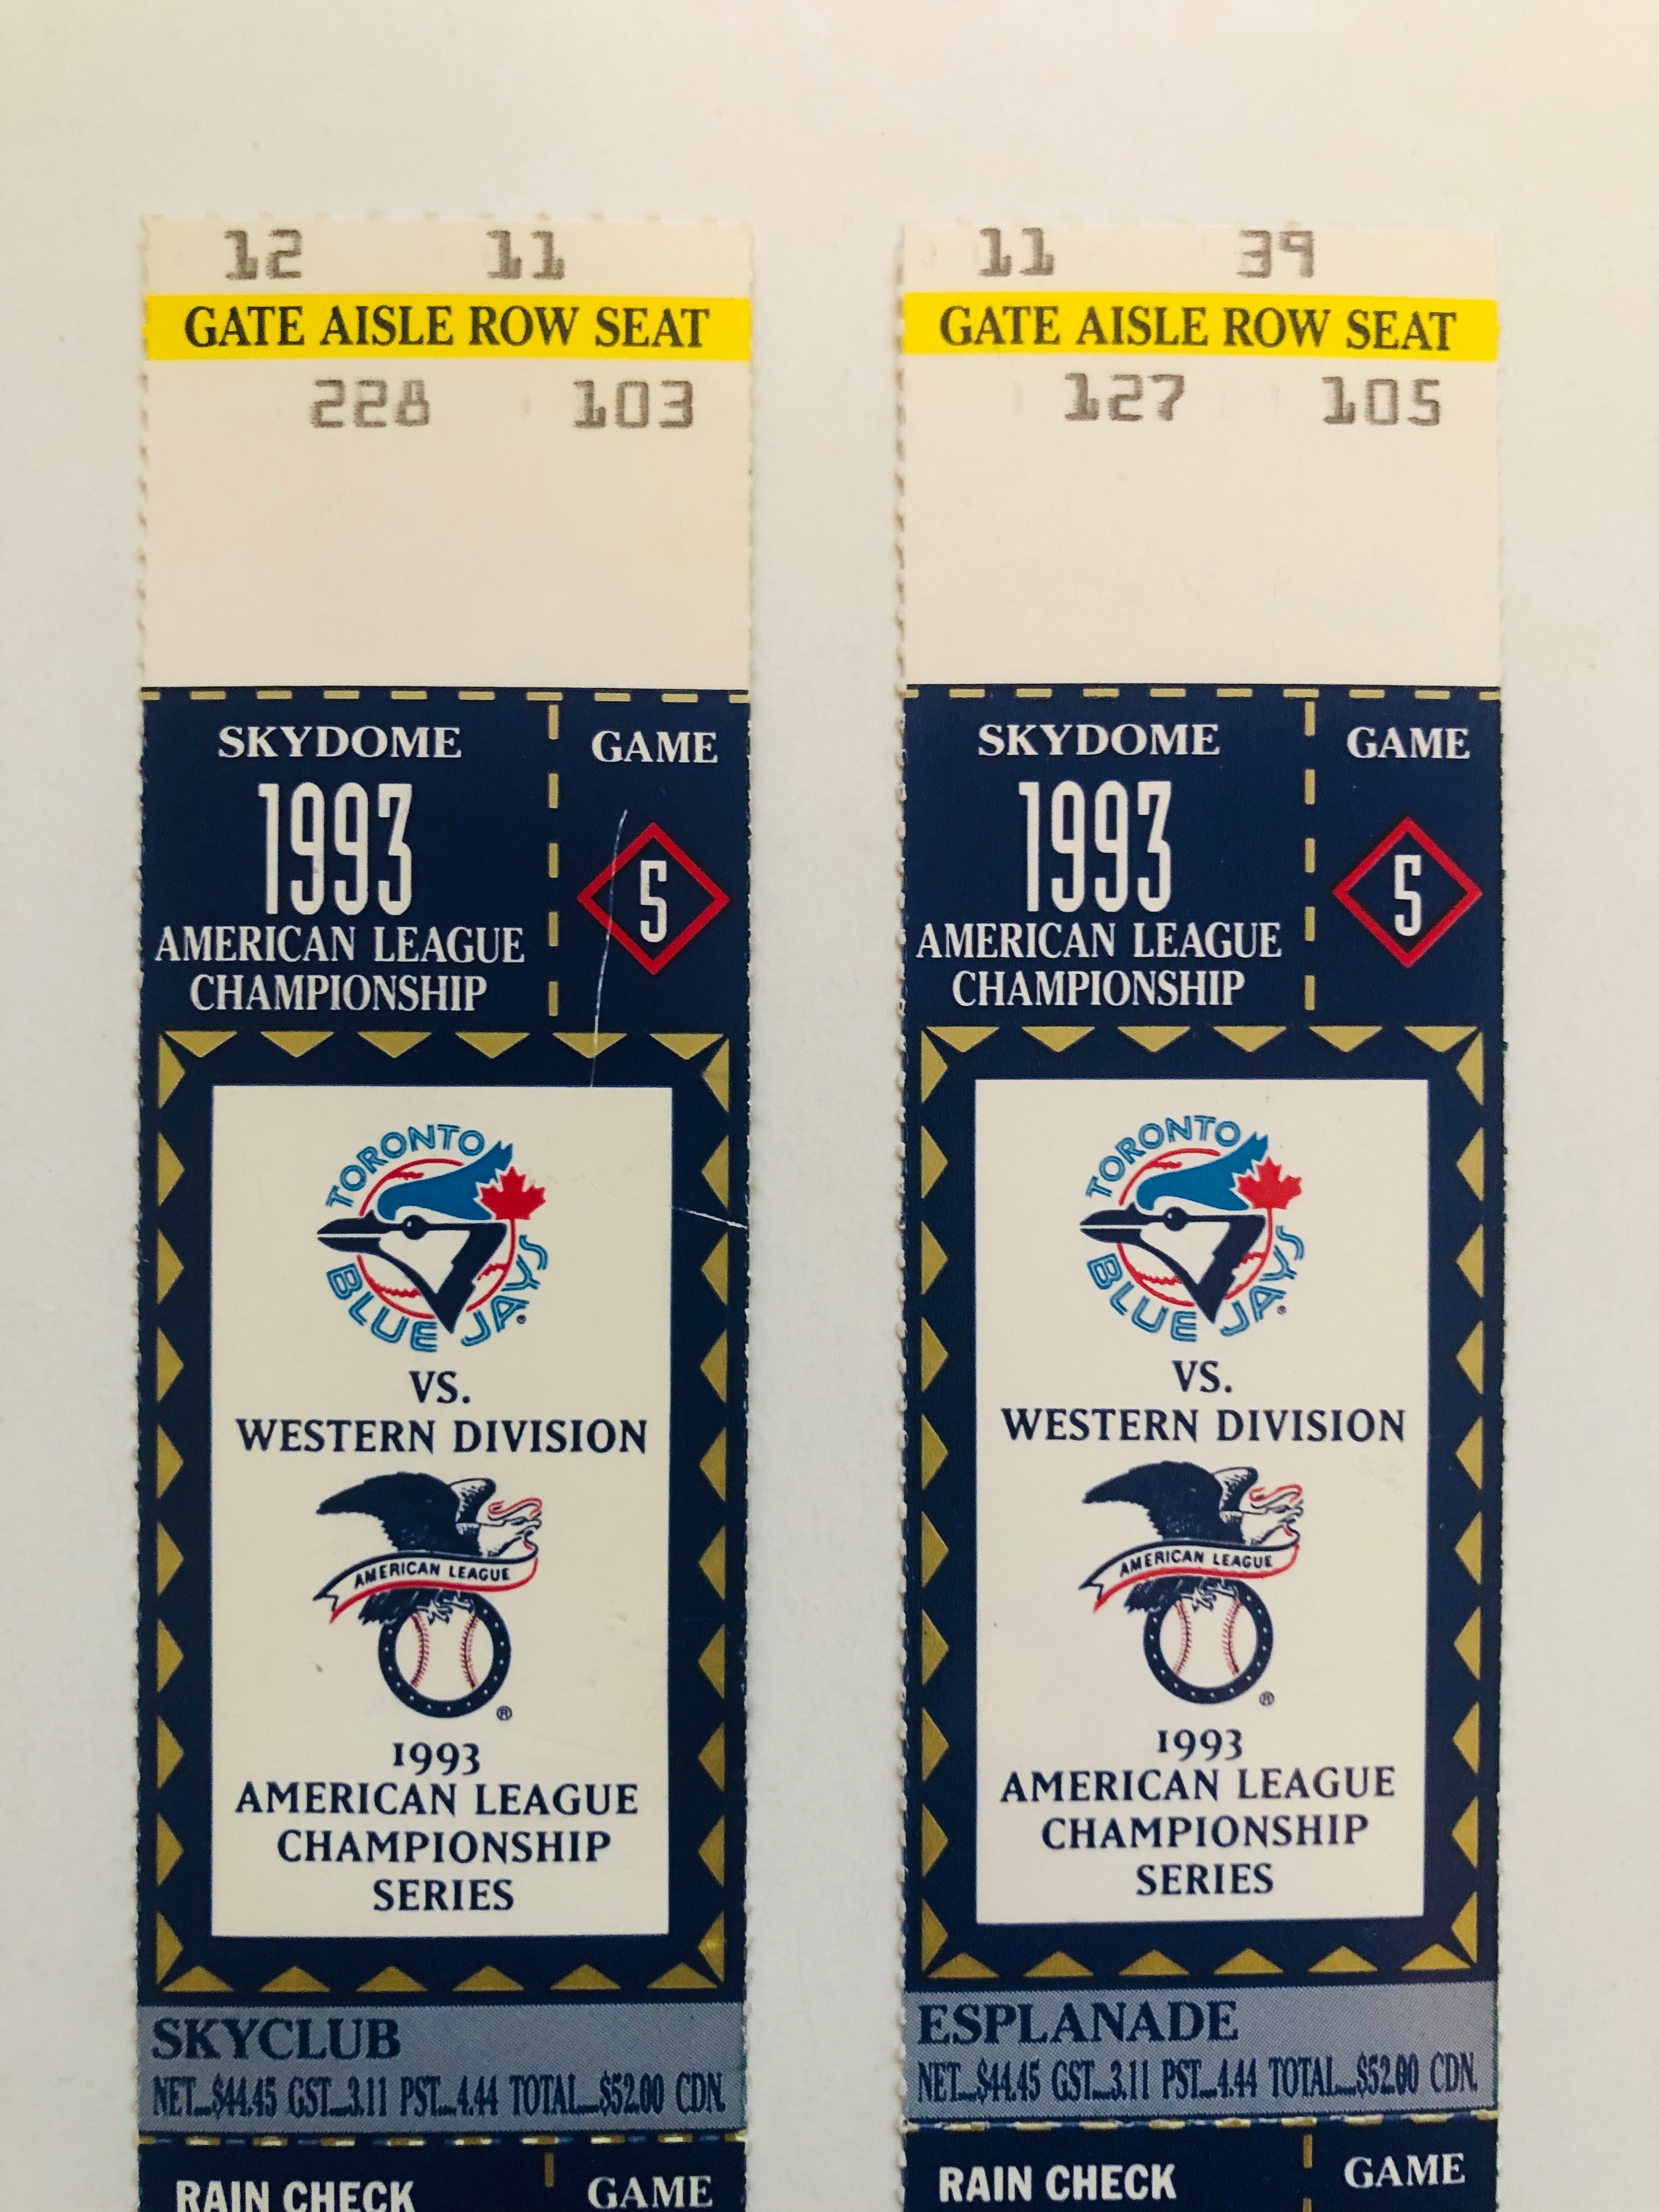 12 11
GATE AISLE ROW SEAT
228 103
SKYDOME
1993
AMERICAN LEAGUE
CHAMPIONSHIP
GAME
5
TORONTO
BLUE JAYS
®
VS.
WESTERN DIVISION
AMERICAN LEAGUE
®
1993
AMERICAN LEAGUE
CHAMPIONSHIP
SERIES
SKYCLUB
NET...$44.45 GST...3.11 PST...4.44 TOTAL...$52.00 CDN.
RAIN CHECK
GAME
11 39
GATE AISLE ROW SEAT
127 105
SKYDOME
1993
AMERICAN LEAGUE
CHAMPIONSHIP
GAME
5
TORONTO
BLUE JAYS
®
VS.
WESTERN DIVISION
AMERICAN LEAGUE
®
1993
AMERICAN LEAGUE
CHAMPIONSHIP
SERIES
ESPLANADE
NET...$44.45 GST...3.11 PST...4.44 TOTAL...$52.00 CDN.
RAIN CHECK
GAME